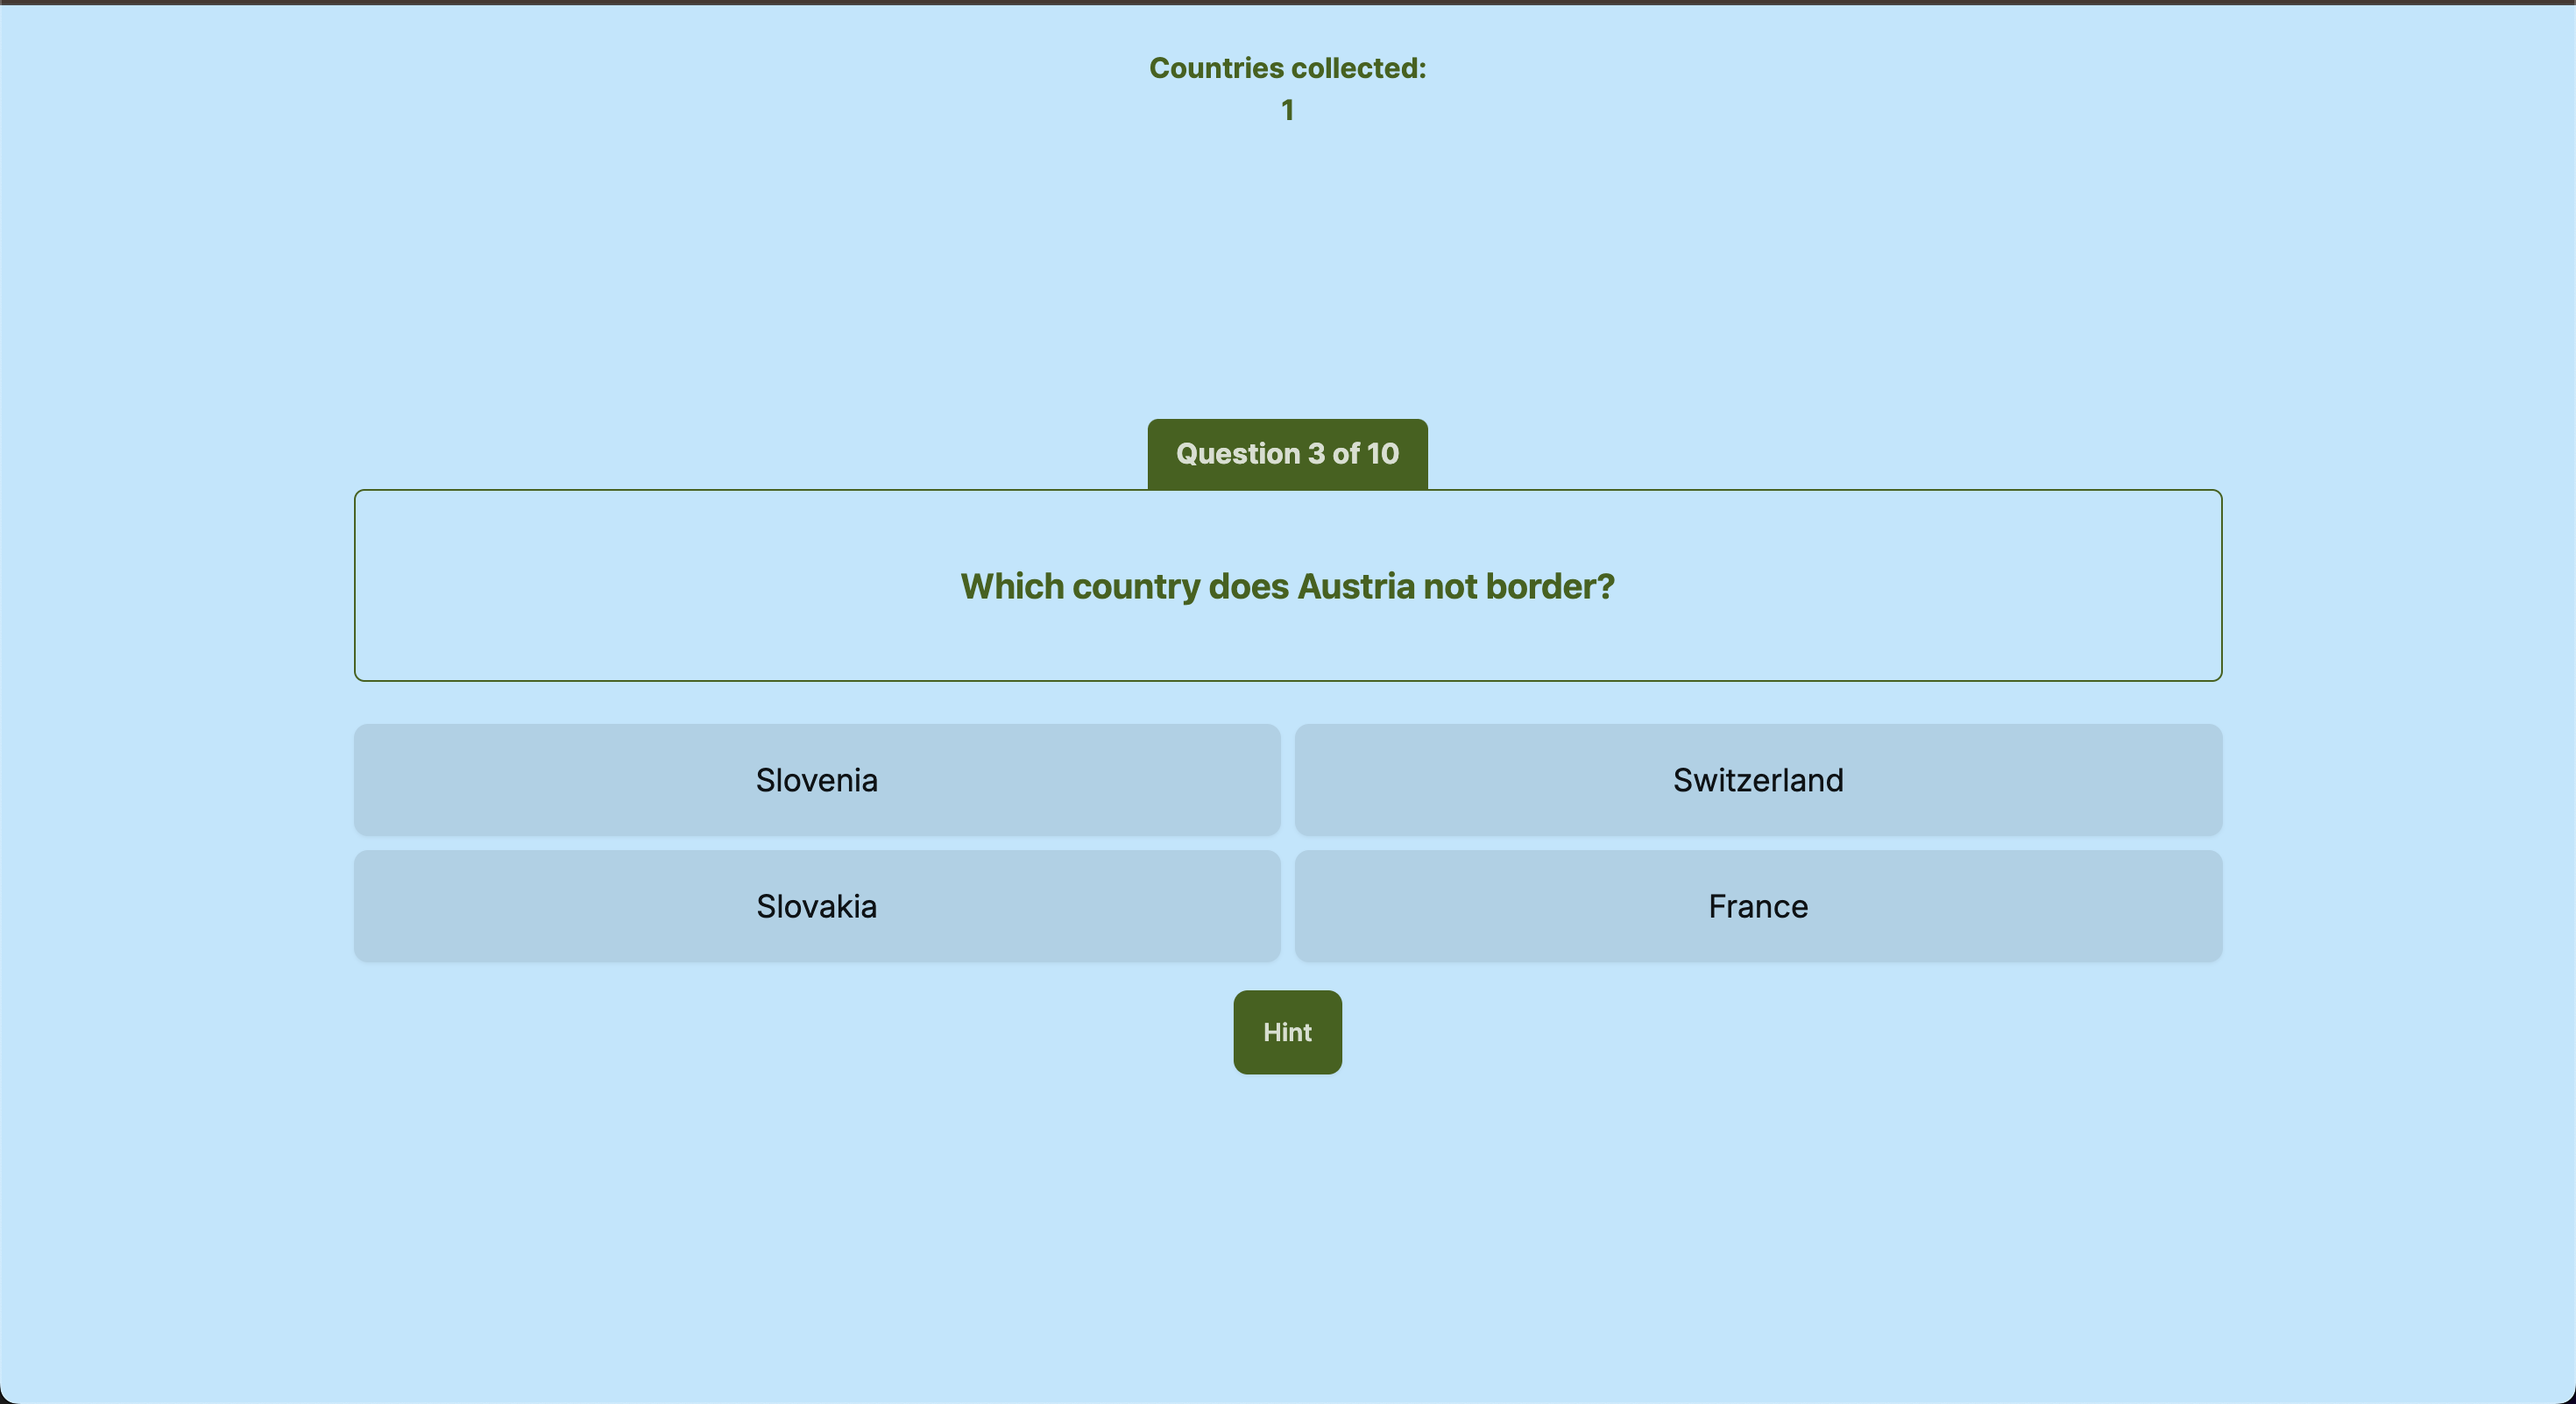 Countries collected:
1
Question 3 of 10
Which country does Austria not border?
Slovenia
Switzerland
Slovakia
France
Hint